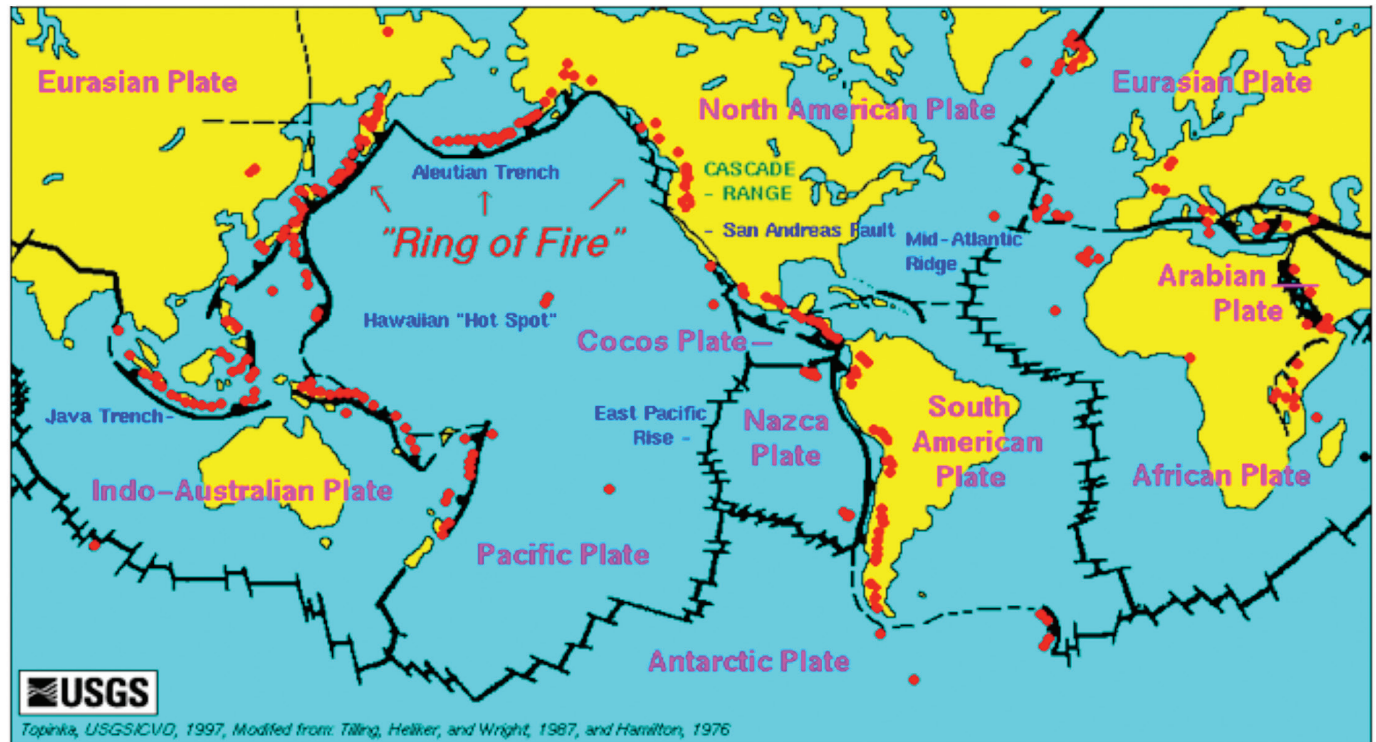 Eurasian Plate
Eurasian Plate
North American Plate
Aleutian Trench
CASCADE
- RANGE
"Ring of Fire"
- San Andreas Fault
Mid-Atlantic
Ridge
Arabian
Plate
Hawaiian "Hot Spot"
Cocos Plate
Java Trench-
East Pacific
Rise -
Nazca
Plate
South
American
Plate
Indo-Australian Plate
African Plate
Pacific Plate
Antarctic Plate
USGS
Topinka, USGS/CVO, 1997, Modified from: Tilling, Heliker, and Wright, 1987, and Hamilton, 1976